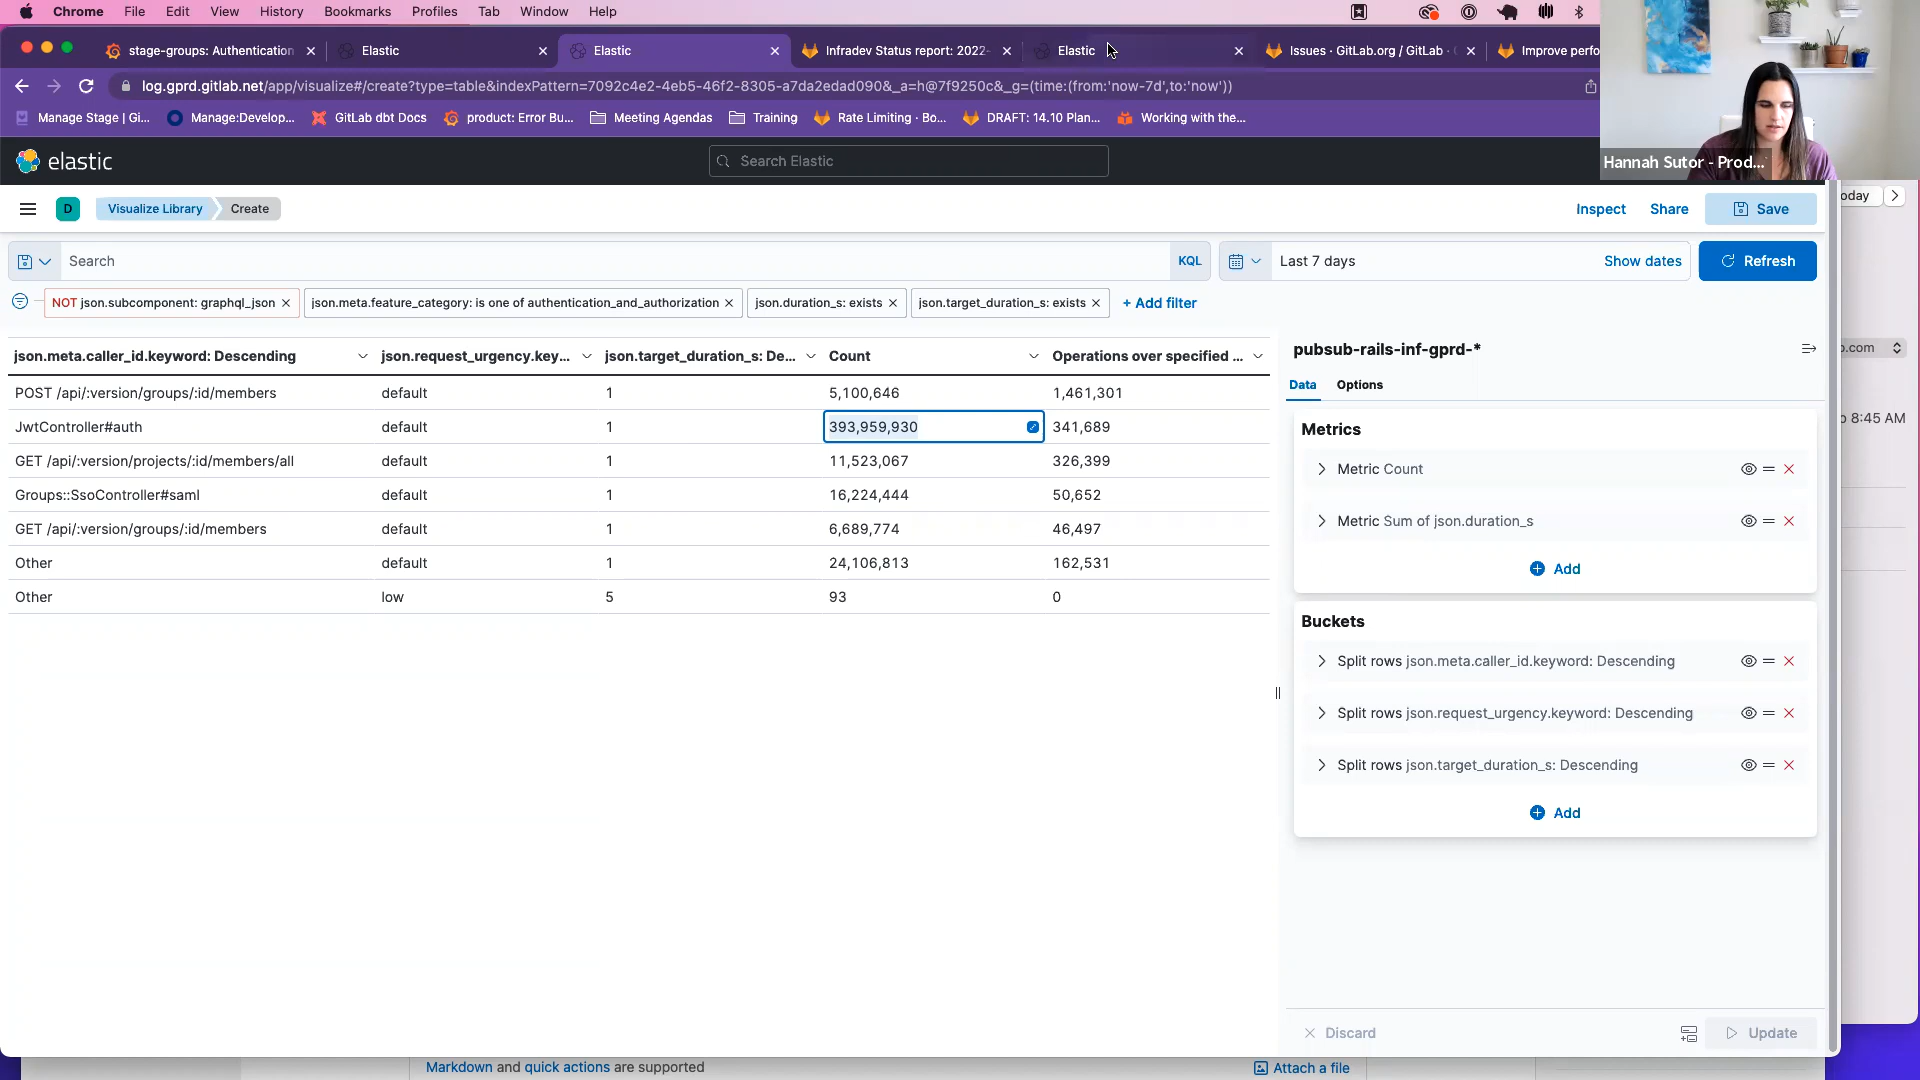 Chrome File Edit View History Bookmarks Profiles Tab Window Help
stage-groups: Authentication
Elastic
Elastic
Infradev Status report: 2022-
Elastic
Issues · GitLab.org / GitLab ·
Improve perfo
log.gprd.gitlab.net/app/visualize#/create?type=table&indexPattern=7092c4e2-4eb5-46f2-8305-a7da2edad090&_a=h@7f9250c&_g=(time:(from:'now-7d',to:'now'))
Manage Stage | Gi...
Manage:Develop...
GitLab dbt Docs
product: Error Bu...
Meeting Agendas
Training
Rate Limiting · Bo...
DRAFT: 14.10 Plan...
Working with the...
Hannah Sutor - Prod...
elastic
Search Elastic
D
Visualize Library
Create
Inspect
Share
Save
oday
Search
KQL
Last 7 days
Show dates
Refresh
NOT json.subcomponent: graphql_json
json.meta.feature_category: is one of authentication_and_authorization
json.duration_s: exists
json.target_duration_s: exists
+ Add filter
json.meta.caller_id.keyword: Descending json.request_urgency.key... json.target_duration_s: De... Count Operations over specified ...
POST /api/:version/groups/:id/members default 1 5,100,646 1,461,301
JwtController#auth default 1 393,959,930 341,689
GET /api/:version/projects/:id/members/all default 1 11,523,067 326,399
Groups::SsoController#saml default 1 16,224,444 50,652
GET /api/:version/groups/:id/members default 1 6,689,774 46,497
Other default 1 24,106,813 162,531
Other low 5 93 0
pubsub-rails-inf-gprd-*
Data
Options
Metrics
Metric Count
Metric Sum of json.duration_s
Add
Buckets
Split rows json.meta.caller_id.keyword: Descending
Split rows json.request_urgency.keyword: Descending
Split rows json.target_duration_s: Descending
Add
Discard
Update
.com
8:45 AM
Markdown and quick actions are supported
Attach a file